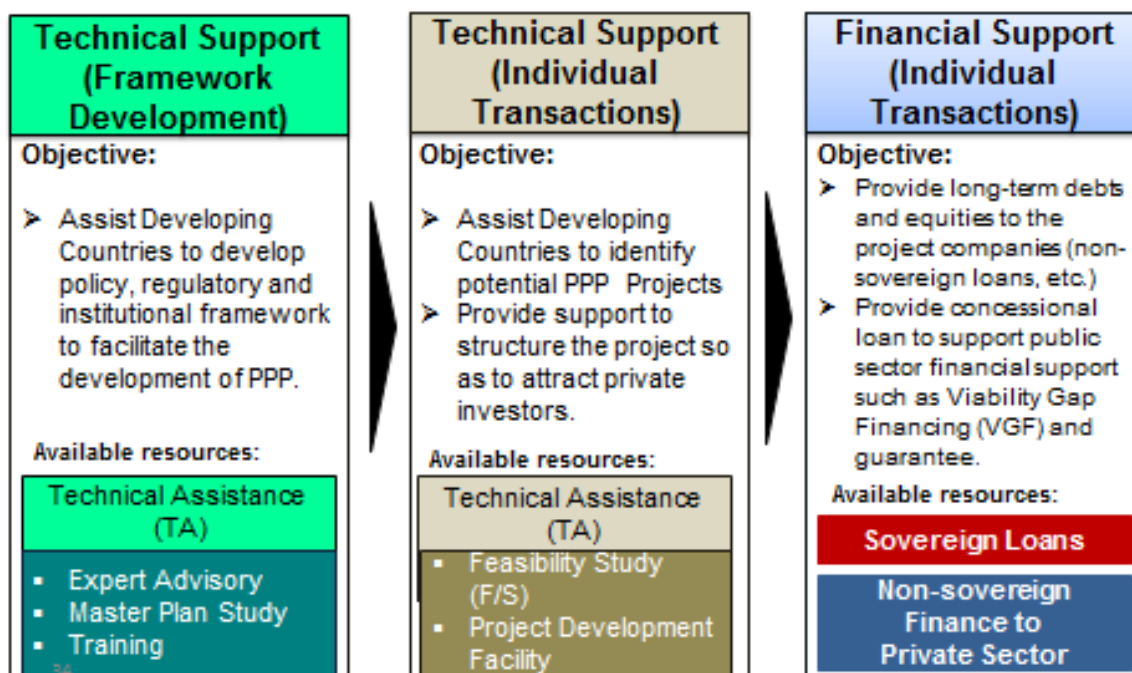 Technical Support
(Framework
Development)
Objective:
➢ Assist Developing
Countries to develop
policy, regulatory and
institutional framework
to facilitate the
development of PPP.
Available resources:
Technical Assistance
(TA)
▪ Expert Advisory
▪ Master Plan Study
▪ Training
34
Technical Support
(Individual
Transactions)
Objective:
➢ Assist Developing
Countries to identify
potential PPP Projects
➢ Provide support to
structure the project so
as to attract private
investors.
Available resources:
Technical Assistance
(TA)
▪ Feasibility Study
(F/S)
▪ Project Development
Facility
Financial Support
(Individual
Transactions)
Objective:
➢ Provide long-term debts
and equities to the
project companies (non-
sovereign loans, etc.)
➢ Provide concessional
loan to support public
sector financial support
such as Viability Gap
Financing (VGF) and
guarantee.
Available resources:
Sovereign Loans
Non-sovereign
Finance to
Private Sector